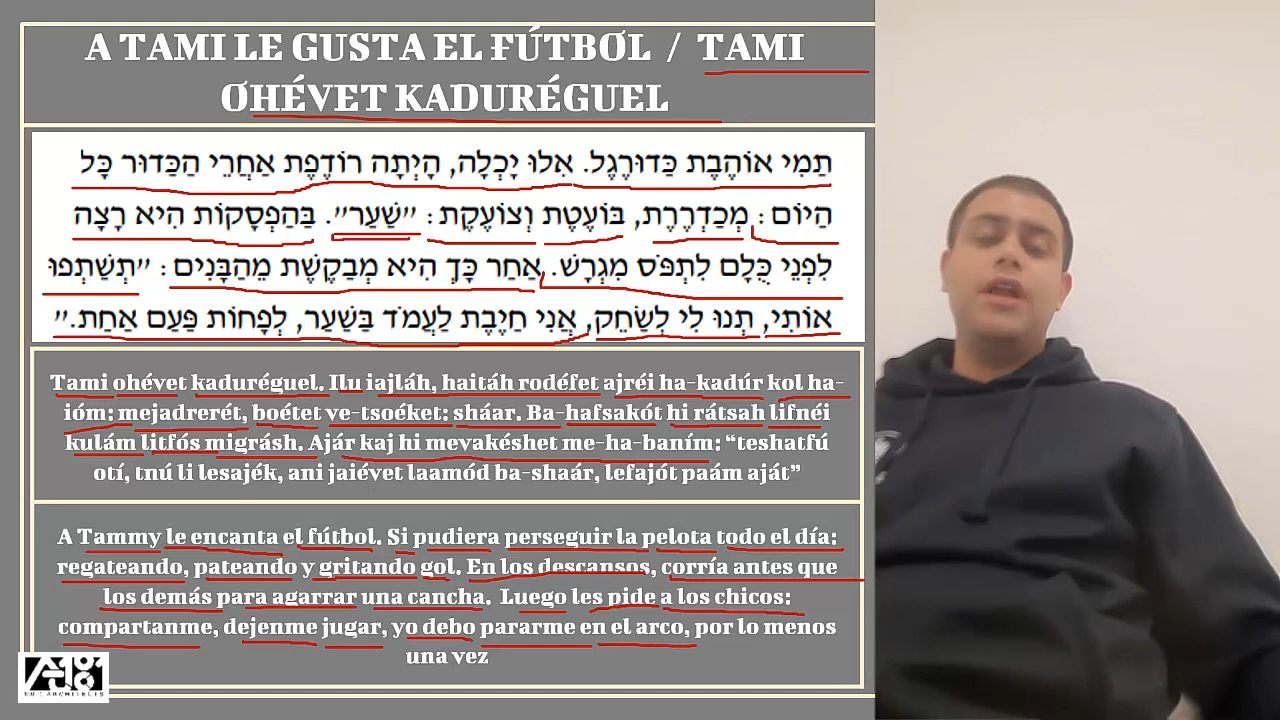 A TAMI LE GUSTA EL FÚTBOL / TAMI
OHÉVET KADURÉGUEL
תַּמִּי אוֹהֶבֶת כַּדוּרֶגֶל. אִלוּ יָכְלָה, הָיְתָה רוֹדֶפֶת אַחֲרֵי הַכַּדוּר כָּל
הַיוֹם: מְכַדְרֶרֶת, בּוֹעֶטֶת וְצוֹעֶקֶת: "שַׁעַר". בַּהַפְסָקוֹת הִיא רָצָה
לִפְנֵי כֻּלָם לִתְפֹּס מִגְרָשׁ. אַחַר כָּךְ הִיא מְבַקֶשֶׁת מֵהַבָּנִים: "תְשַׁתְפוּ
אוֹתִי, תְנוּ לִי לְשַׂחֵק, אֲנִי חַיֶבֶת לַעֲמֹד בַּשַׁעַר, לְפָחוֹת פַּעַם אַחַת."
Tami ohévet kaduréguel. Ilu iajláh, haitáh rodéfet ajréi ha-kadúr kol ha-
ióm: mejadrerét, boétet ve-tsoéket: sháar. Ba-hafsakót hi rátsah lifnéi
kulám litfós migrásh. Ajár kaj hi mevakéshet me-ha-baním: “teshatfú
otí, tnú li lesajék, ani jaiévet laamód ba-shaár, lefajót paám aját”
A Tammy le encanta el fútbol. Si pudiera perseguir la pelota todo el día:
regateando, pateando y gritando gol. En los descansos, corría antes que
los demás para agarrar una cancha. Luego les pide a los chicos:
compartanme, dejenme jugar, yo debo pararme en el arco, por lo menos
una vez